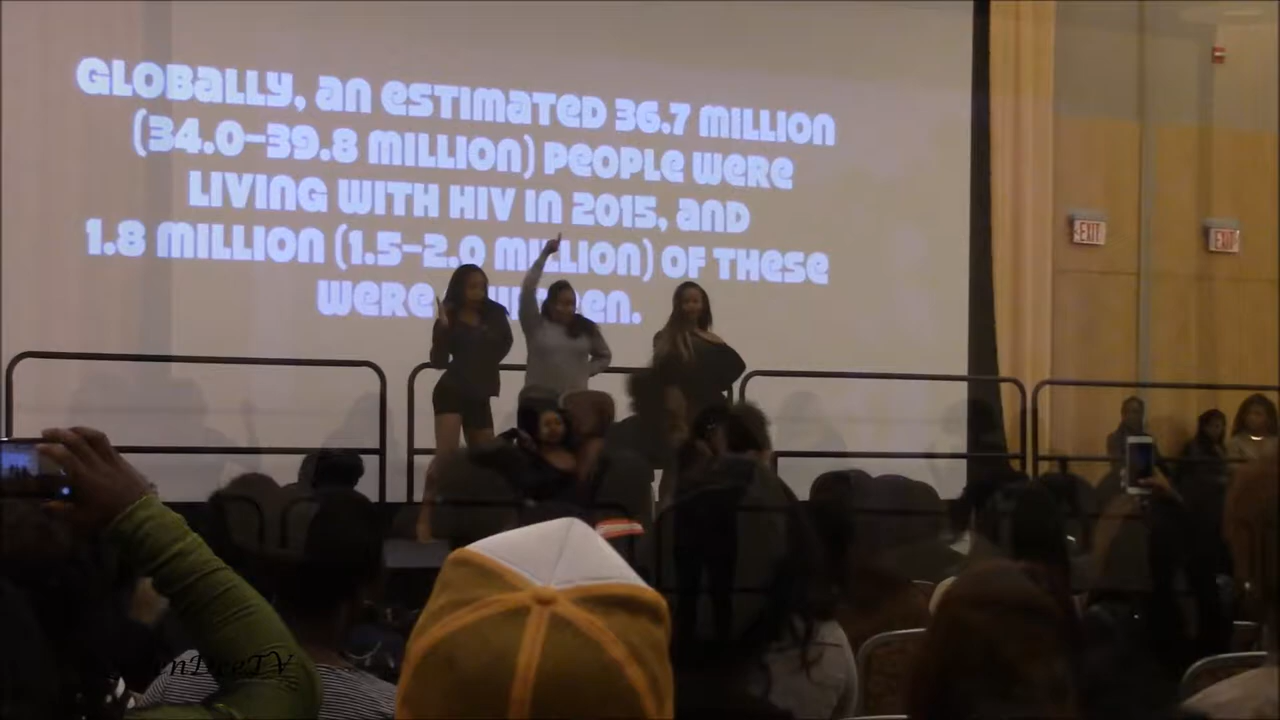 GLOBALLY, an ESTIMATED 36.7 MILLION
(34.0-39.8 MILLION) PEOPLE WERE
LIVING WITH HIV In 2015, anD
1.8 MILLION (1.5-2.0 MILLION) OF THESE
WERE
EXIT
EXIT